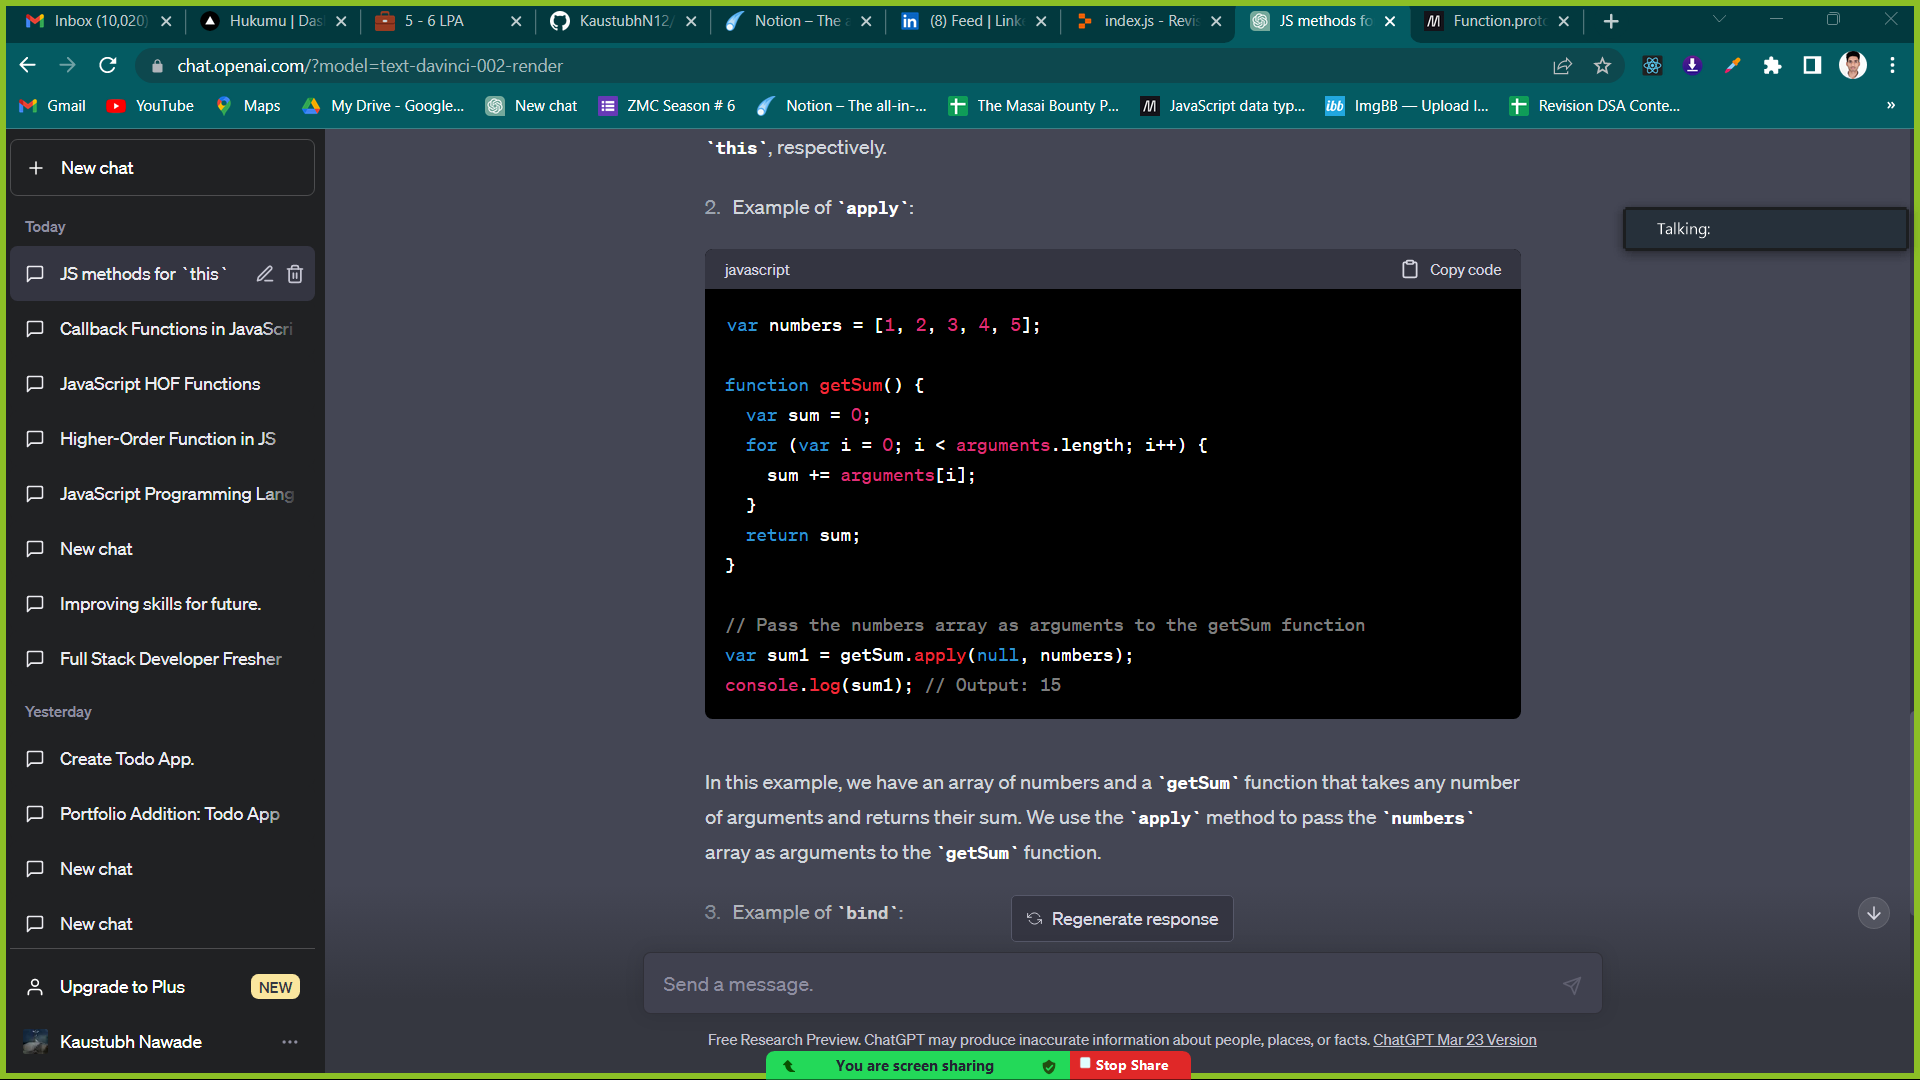 Inbox (10,020)
Hukumu | Das
5 - 6 LPA
KaustubhN12/
Notion – The a
(8) Feed | Link
index.js - Revis
JS methods fo
Function.proto
chat.openai.com/?model=text-davinci-002-render
Gmail
YouTube
Maps
My Drive - Google...
New chat
ZMC Season # 6
Notion – The all-in-...
The Masai Bounty P...
JavaScript data typ...
ibb
ImgBB — Upload I...
Revision DSA Conte...
»
New chat
Today
JS methods for `this`
Callback Functions in JavaScri
JavaScript HOF Functions
Higher-Order Function in JS
JavaScript Programming Lang
New chat
Improving skills for future.
Full Stack Developer Fresher
Yesterday
Create Todo App.
Portfolio Addition: Todo App
New chat
New chat
Upgrade to Plus NEW
Kaustubh Nawade
`this`, respectively.
2. Example of `apply`:
javascript
Copy code
var numbers = [1, 2, 3, 4, 5];
function getSum() {
var sum = 0;
for (var i = 0; i < arguments.length; i++) {
sum += arguments[i];
}
return sum;
}
// Pass the numbers array as arguments to the getSum function
var sum1 = getSum.apply(null, numbers);
console.log(sum1); // Output: 15
In this example, we have an array of numbers and a `getSum` function that takes any number
of arguments and returns their sum. We use the `apply` method to pass the `numbers`
array as arguments to the `getSum` function.
3. Example of `bind`:
Regenerate response
Send a message.
Free Research Preview. ChatGPT may produce inaccurate information about people, places, or facts. ChatGPT Mar 23 Version
You are screen sharing
Stop Share
Talking: